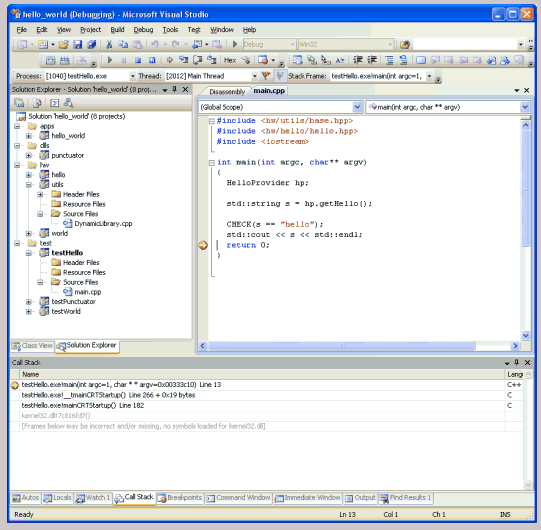 hello_world (Debugging) - Microsoft Visual Studio
File Edit View Project Build Debug Tools Test Window Help
Debug Win32
Hex
Process: [1040] testHello.exe Thread: [2012] Main Thread Stack Frame: testHello.exe!main(int argc=1,
Solution Explorer - Solution 'hello_world' (8 proj...
Solution 'hello_world' (8 projects)
apps
hello_world
dlls
punctuator
hw
hello
utils
Header Files
Resource Files
Source Files
DynamicLibrary.cpp
world
test
testHello
Header Files
Resource Files
Source Files
main.cpp
testPunctuator
testWorld
Class View Solution Explorer
Disassembly main.cpp
(Global Scope) main(int argc, char ** argv)
#include <hw/utils/base.hpp>
#include <hw/hello/hello.hpp>
#include <iostream>
int main(int argc, char** argv)
{
HelloProvider hp;
std::string s = hp.getHello();
CHECK(s == "hello");
std::cout << s << std::endl;
return 0;
}
Call Stack
Name Lang
testHello.exe!main(int argc=1, char * * argv=0x00333c10) Line 13 C++
testHello.exe!__tmainCRTStartup() Line 266 + 0x19 bytes C
testHello.exe!mainCRTStartup() Line 182 C
kernel32.dll!7c816fd7()
[Frames below may be incorrect and/or missing, no symbols loaded for kernel32.dll]
Autos Locals Watch 1 Call Stack Breakpoints Command Window Immediate Window Output Find Results 1
Ready Ln 13 Col 1 Ch 1 INS